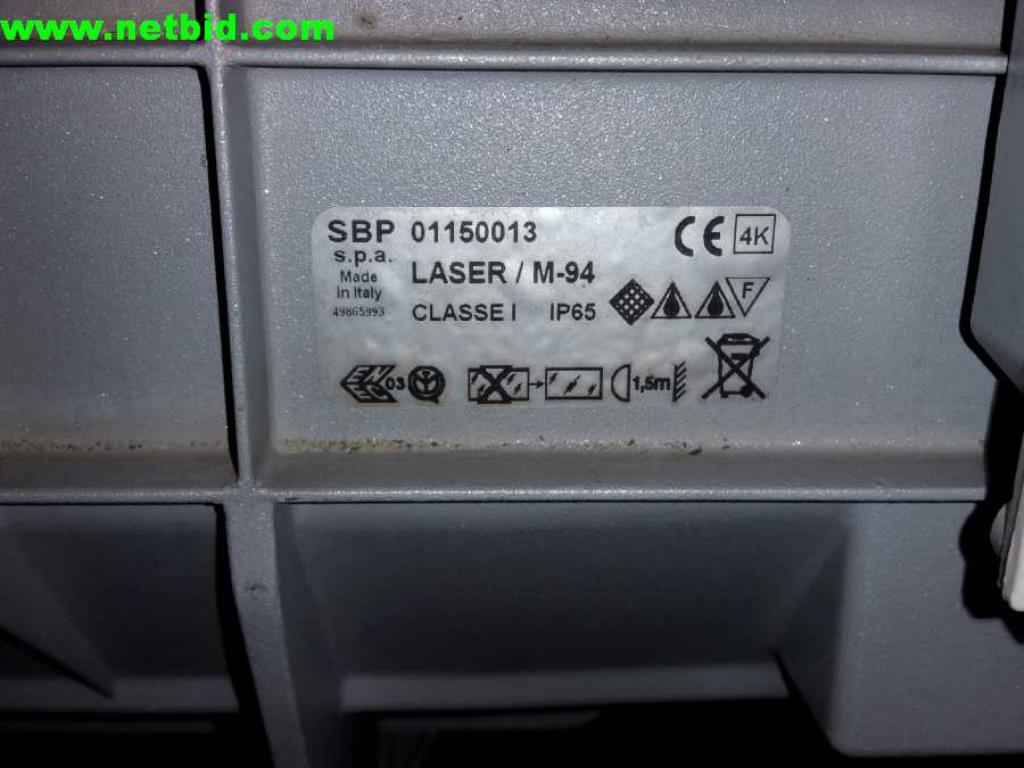 www.netbid.com
SBP 01150013 CE 4K
s.p.a.
LASER / M-94
Made
in Italy
F
49865993 CLASSE I IP65
03 1,5m